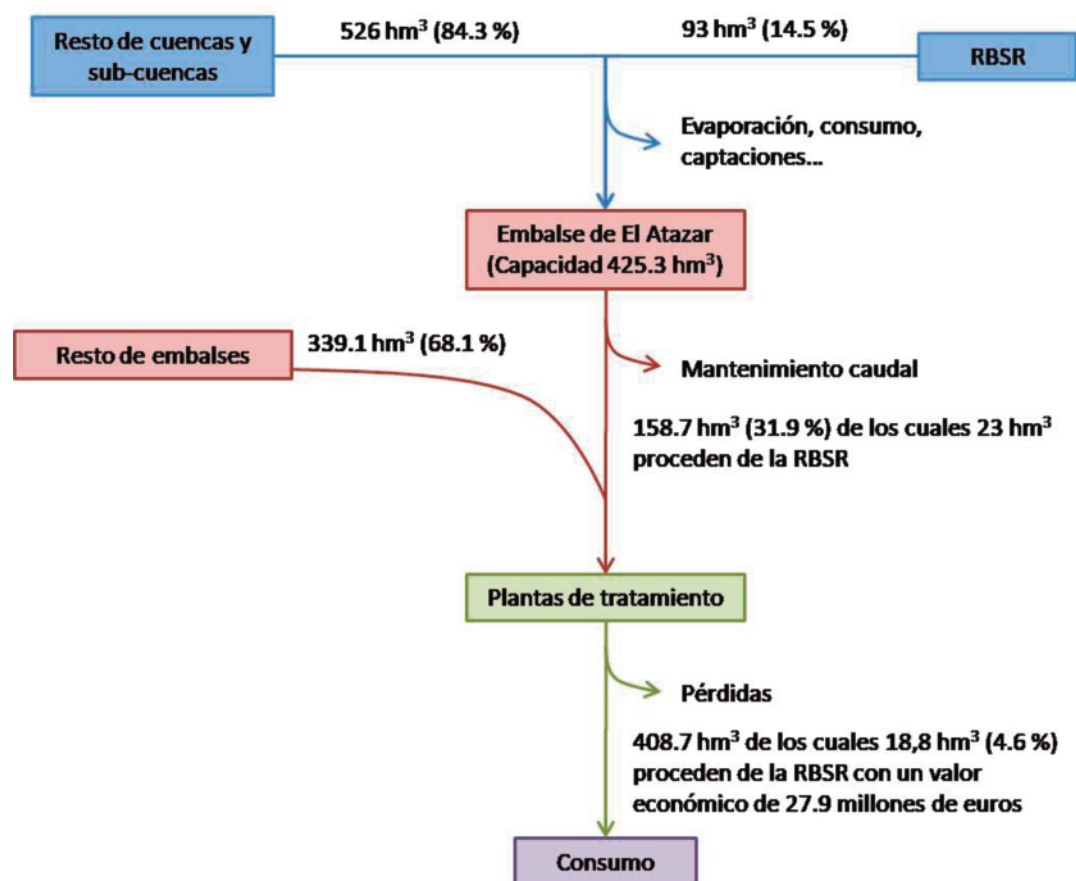 526 hm³ (84.3 %)
93 hm³ (14.5 %)
Resto de cuencas y
sub-cuencas
RBSR
Evaporación, consumo,
captaciones...
Embalse de El Atazar
(Capacidad 425.3 hm³)
Resto de embalses
339.1 hm³ (68.1 %)
Mantenimiento caudal
158.7 hm³ (31.9 %) de los cuales 23 hm³
proceden de la RBSR
Plantas de tratamiento
Pérdidas
408.7 hm³ de los cuales 18,8 hm³ (4.6 %)
proceden de la RBSR con un valor
económico de 27.9 millones de euros
Consumo